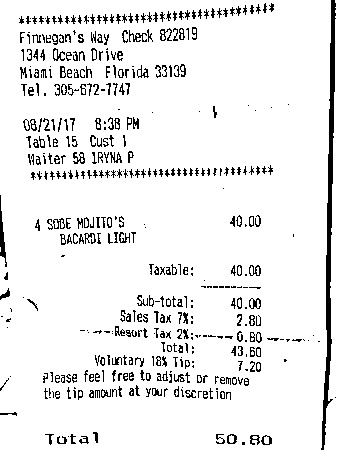 ****************************************
Finnegan's Way Check 822819
1344 Ocean Drive
Miami Beach Florida 33139
Tel. 305-672-7747
08/21/17 8:38 PM
Table 15 Cust 1
Waiter 58 IRYNA P
****************************************
4 SOBE MOJITO'S 40.00
BACARDI LIGHT
Taxable: 40.00
Sub-total: 40.00
Sales Tax 7%: 2.80
Resort Tax 2%: 0.80
Total: 43.60
Voluntary 18% Tip: 7.20
Please feel free to adjust or remove
the tip amount at your discretion
Total 50.80